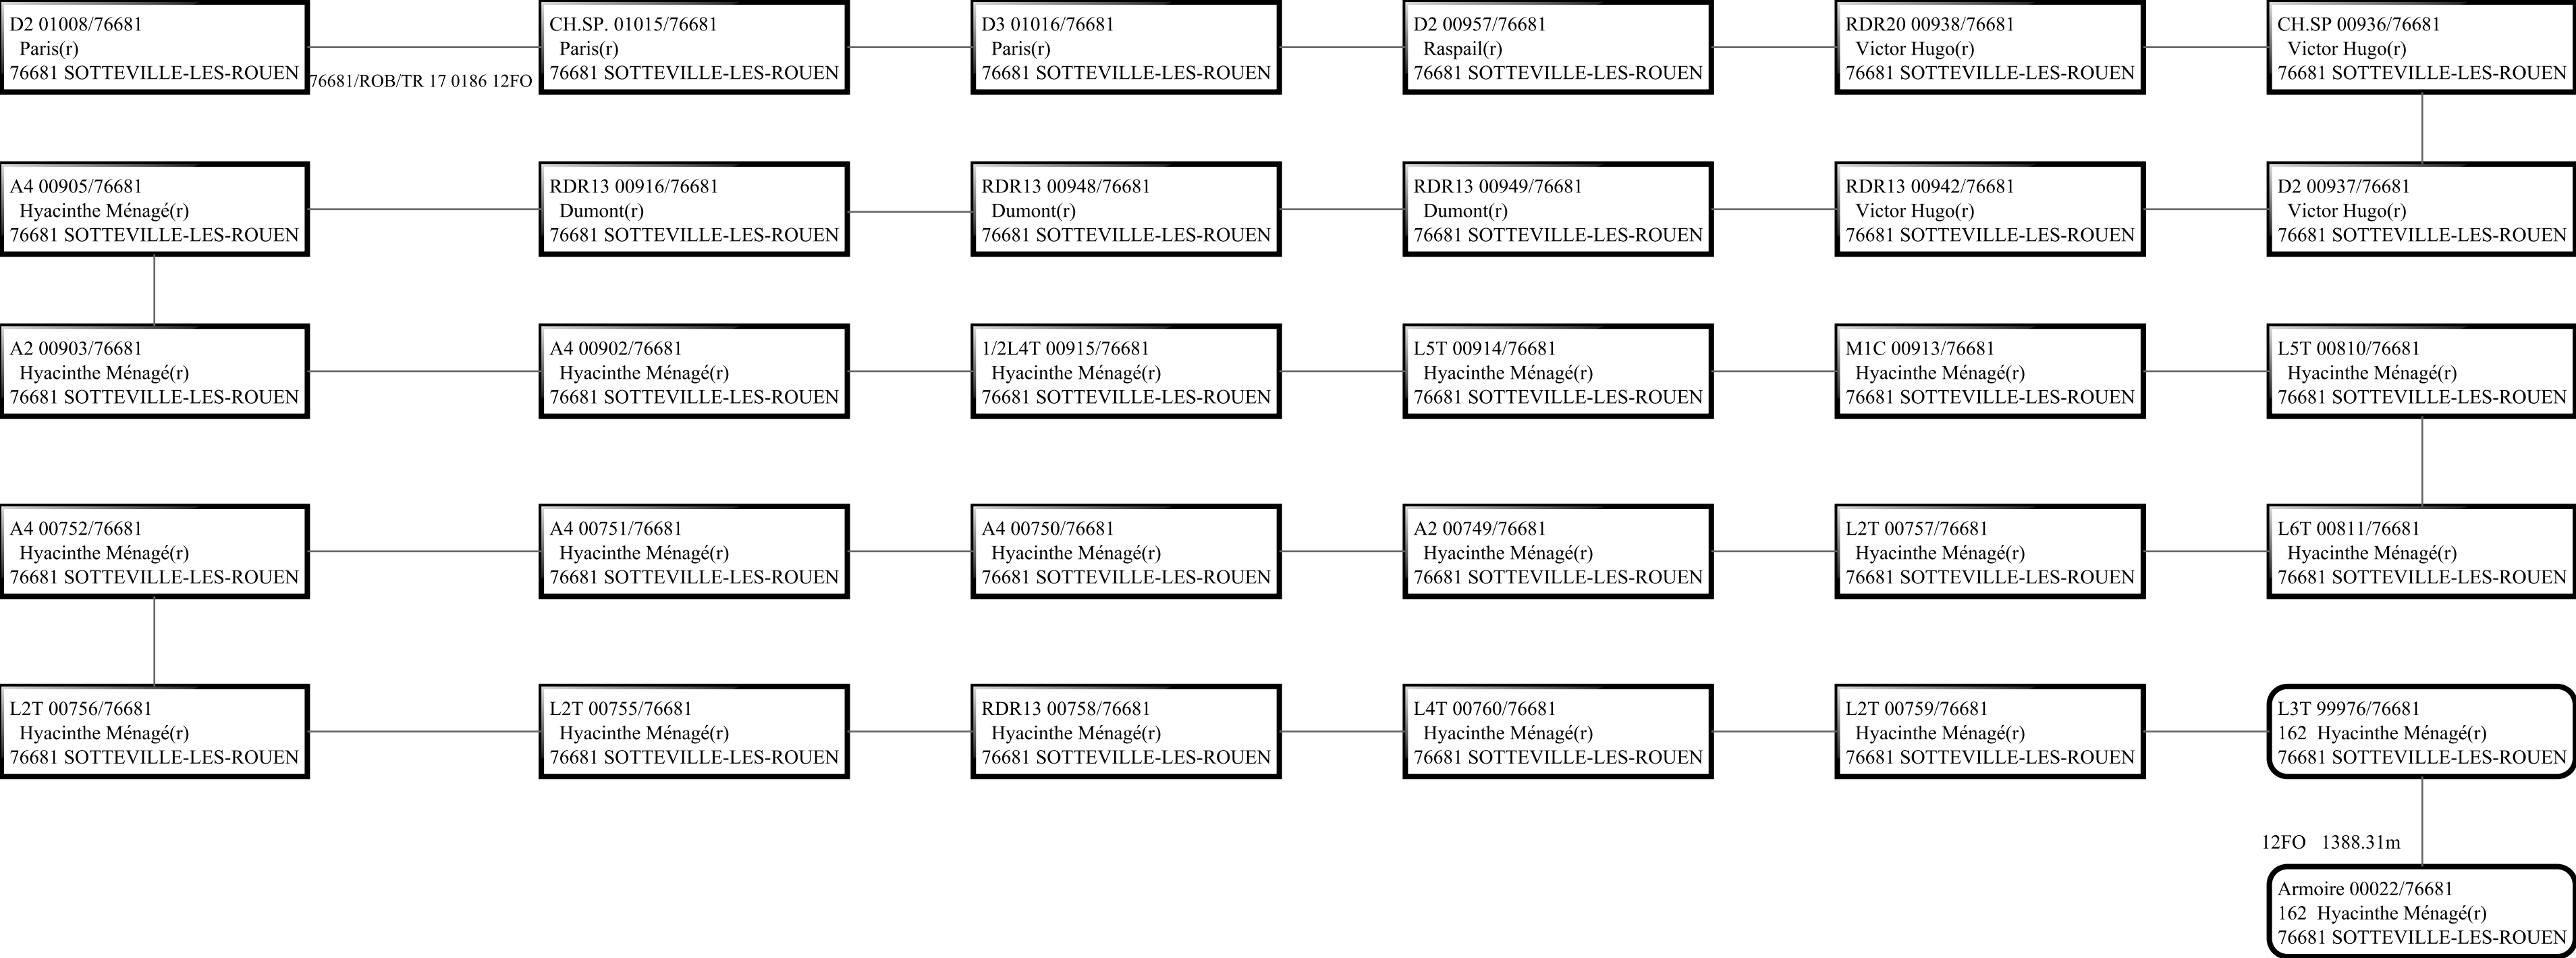 D2 01008/76681
Paris(r)
76681 SOTTEVILLE-LES-ROUEN
76681/ROB/TR 17 0186 12FO
CH.SP. 01015/76681
Paris(r)
76681 SOTTEVILLE-LES-ROUEN
D3 01016/76681
Paris(r)
76681 SOTTEVILLE-LES-ROUEN
D2 00957/76681
Raspail(r)
76681 SOTTEVILLE-LES-ROUEN
RDR20 00938/76681
Victor Hugo(r)
76681 SOTTEVILLE-LES-ROUEN
CH.SP 00936/76681
Victor Hugo(r)
76681 SOTTEVILLE-LES-ROUEN
A4 00905/76681
Hyacinthe Ménagé(r)
76681 SOTTEVILLE-LES-ROUEN
RDR13 00916/76681
Dumont(r)
76681 SOTTEVILLE-LES-ROUEN
RDR13 00948/76681
Dumont(r)
76681 SOTTEVILLE-LES-ROUEN
RDR13 00949/76681
Dumont(r)
76681 SOTTEVILLE-LES-ROUEN
RDR13 00942/76681
Victor Hugo(r)
76681 SOTTEVILLE-LES-ROUEN
D2 00937/76681
Victor Hugo(r)
76681 SOTTEVILLE-LES-ROUEN
A2 00903/76681
Hyacinthe Ménagé(r)
76681 SOTTEVILLE-LES-ROUEN
A4 00902/76681
Hyacinthe Ménagé(r)
76681 SOTTEVILLE-LES-ROUEN
1/2L4T 00915/76681
Hyacinthe Ménagé(r)
76681 SOTTEVILLE-LES-ROUEN
L5T 00914/76681
Hyacinthe Ménagé(r)
76681 SOTTEVILLE-LES-ROUEN
M1C 00913/76681
Hyacinthe Ménagé(r)
76681 SOTTEVILLE-LES-ROUEN
L5T 00810/76681
Hyacinthe Ménagé(r)
76681 SOTTEVILLE-LES-ROUEN
A4 00752/76681
Hyacinthe Ménagé(r)
76681 SOTTEVILLE-LES-ROUEN
A4 00751/76681
Hyacinthe Ménagé(r)
76681 SOTTEVILLE-LES-ROUEN
A4 00750/76681
Hyacinthe Ménagé(r)
76681 SOTTEVILLE-LES-ROUEN
A2 00749/76681
Hyacinthe Ménagé(r)
76681 SOTTEVILLE-LES-ROUEN
L2T 00757/76681
Hyacinthe Ménagé(r)
76681 SOTTEVILLE-LES-ROUEN
L6T 00811/76681
Hyacinthe Ménagé(r)
76681 SOTTEVILLE-LES-ROUEN
L2T 00756/76681
Hyacinthe Ménagé(r)
76681 SOTTEVILLE-LES-ROUEN
L2T 00755/76681
Hyacinthe Ménagé(r)
76681 SOTTEVILLE-LES-ROUEN
RDR13 00758/76681
Hyacinthe Ménagé(r)
76681 SOTTEVILLE-LES-ROUEN
L4T 00760/76681
Hyacinthe Ménagé(r)
76681 SOTTEVILLE-LES-ROUEN
L2T 00759/76681
Hyacinthe Ménagé(r)
76681 SOTTEVILLE-LES-ROUEN
L3T 99976/76681
162 Hyacinthe Ménagé(r)
76681 SOTTEVILLE-LES-ROUEN
12FO 1388.31m
Armoire 00022/76681
162 Hyacinthe Ménagé(r)
76681 SOTTEVILLE-LES-ROUEN